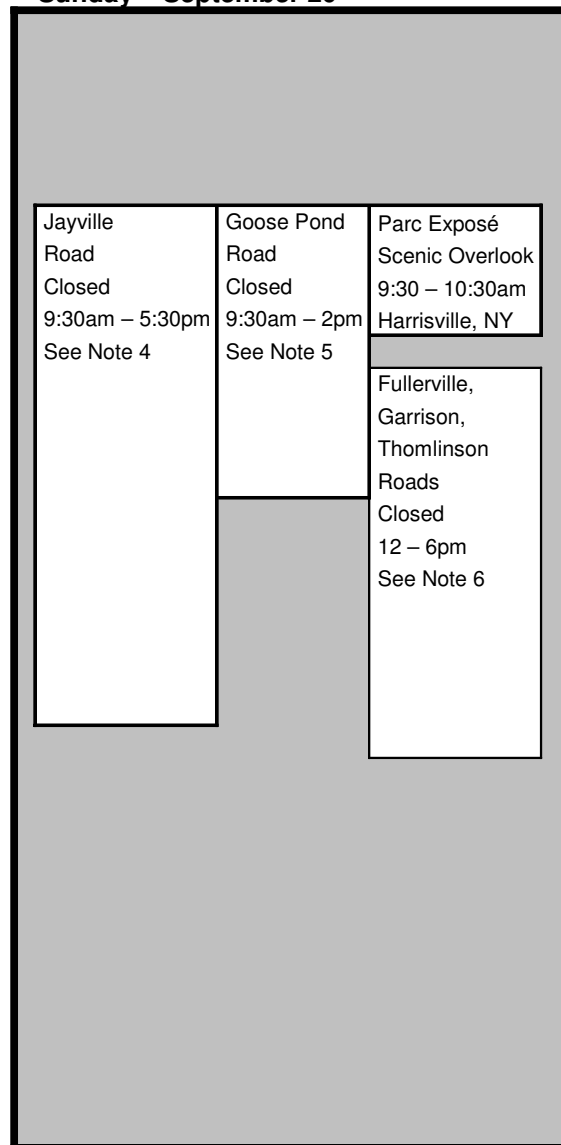 Jayville
Road
Closed
9:30am – 5:30pm
See Note 4
Goose Pond
Road
Closed
9:30am – 2pm
See Note 5
Parc Exposé
Scenic Overlook
9:30 – 10:30am
Harrisville, NY
Fullerville,
Garrison,
Thomlinson
Roads
Closed
12 – 6pm
See Note 6